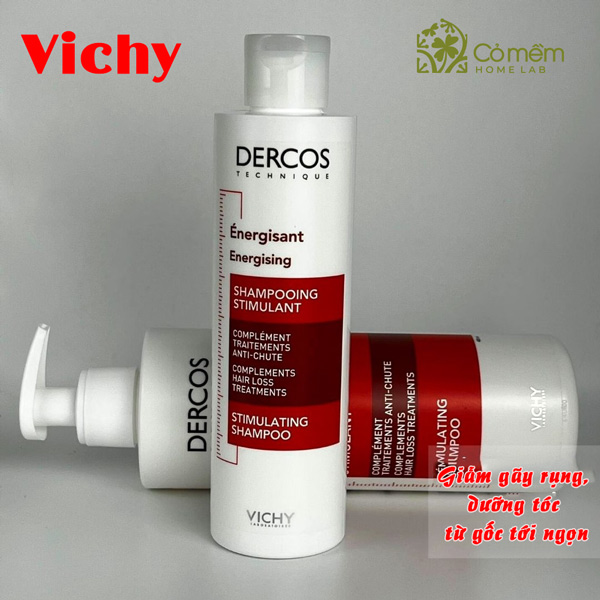 Vichy
Cỏ mềm
HOME LAB
DERCOS
TECHNIQUE
Énergisant
Energising
SHAMPOOING
STIMULANT
COMPLÉMENT
TRAITEMENTS
ANTI-CHUTE
COMPLEMENTS
HAIR LOSS
TREATMENTS
STIMULATING
SHAMPOO
VICHY
LABORATOIRES
DERCOS
COMPLÉMENT
TRAITEMENTS ANTI-CHUTE
COMPLEMENTS
HAIR LOSS TREATMENTS
VICHY
Giảm gãy rụng,
dưỡng tóc
từ gốc tới ngọn